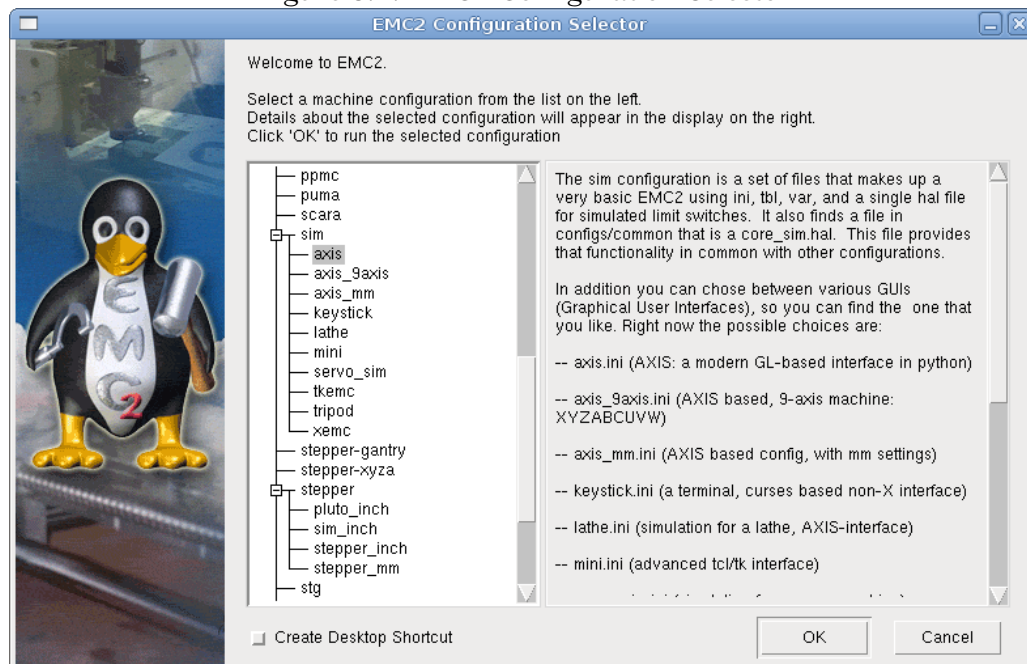 EMC2 Configuration Selector
Welcome to EMC2.
Select a machine configuration from the list on the left.
Details about the selected configuration will appear in the display on the right.
Click 'OK' to run the selected configuration
ppmc
puma
scara
sim
axis
axis_9axis
axis_mm
keystick
lathe
mini
servo_sim
tkemc
tripod
xemc
stepper-gantry
stepper-xyza
stepper
pluto_inch
sim_inch
stepper_inch
stepper_mm
stg
The sim configuration is a set of files that makes up a
very basic EMC2 using ini, tbl, var, and a single hal file
for simulated limit switches. It also finds a file in
configs/common that is a core_sim.hal. This file provides
that functionality in common with other configurations.
In addition you can chose between various GUIs
(Graphical User Interfaces), so you can find the one that
you like. Right now the possible choices are:
-- axis.ini (AXIS: a modern GL-based interface in python)
-- axis_9axis.ini (AXIS based, 9-axis machine:
XYZABCUVW)
-- axis_mm.ini (AXIS based config, with mm settings)
-- keystick.ini (a terminal, curses based non-X interface)
-- lathe.ini (simulation for a lathe, AXIS-interface)
-- mini.ini (advanced tcl/tk interface)
EMC2
Create Desktop Shortcut
OK
Cancel